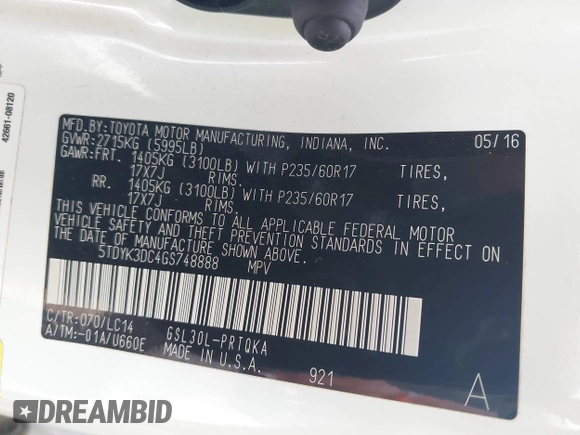 42661-08120
MFD.BY:TOYOTA MOTOR MANUFACTURING, INDIANA, INC. 05/16
GVWR:2715KG (5995LB)
GAWR:FRT. 1405KG (3100LB) WITH P235/60R17 TIRES,
17X7J RIMS.
RR. 1405KG (3100LB) WITH P235/60R17 TIRES,
17X7J RIMS.
THIS VEHICLE CONFORMS TO ALL APPLICABLE FEDERAL MOTOR
VEHICLE SAFETY AND THEFT PREVENTION STANDARDS IN EFFECT ON
THE DATE OF MANUFACTURE SHOWN ABOVE.
5TDYK3DC4GS748888 MPV
C/TR:070/LC14 GSL30L-PRTQKA
A/TM:-01A/U660E MADE IN U.S.A. 921 A
DREAMBID